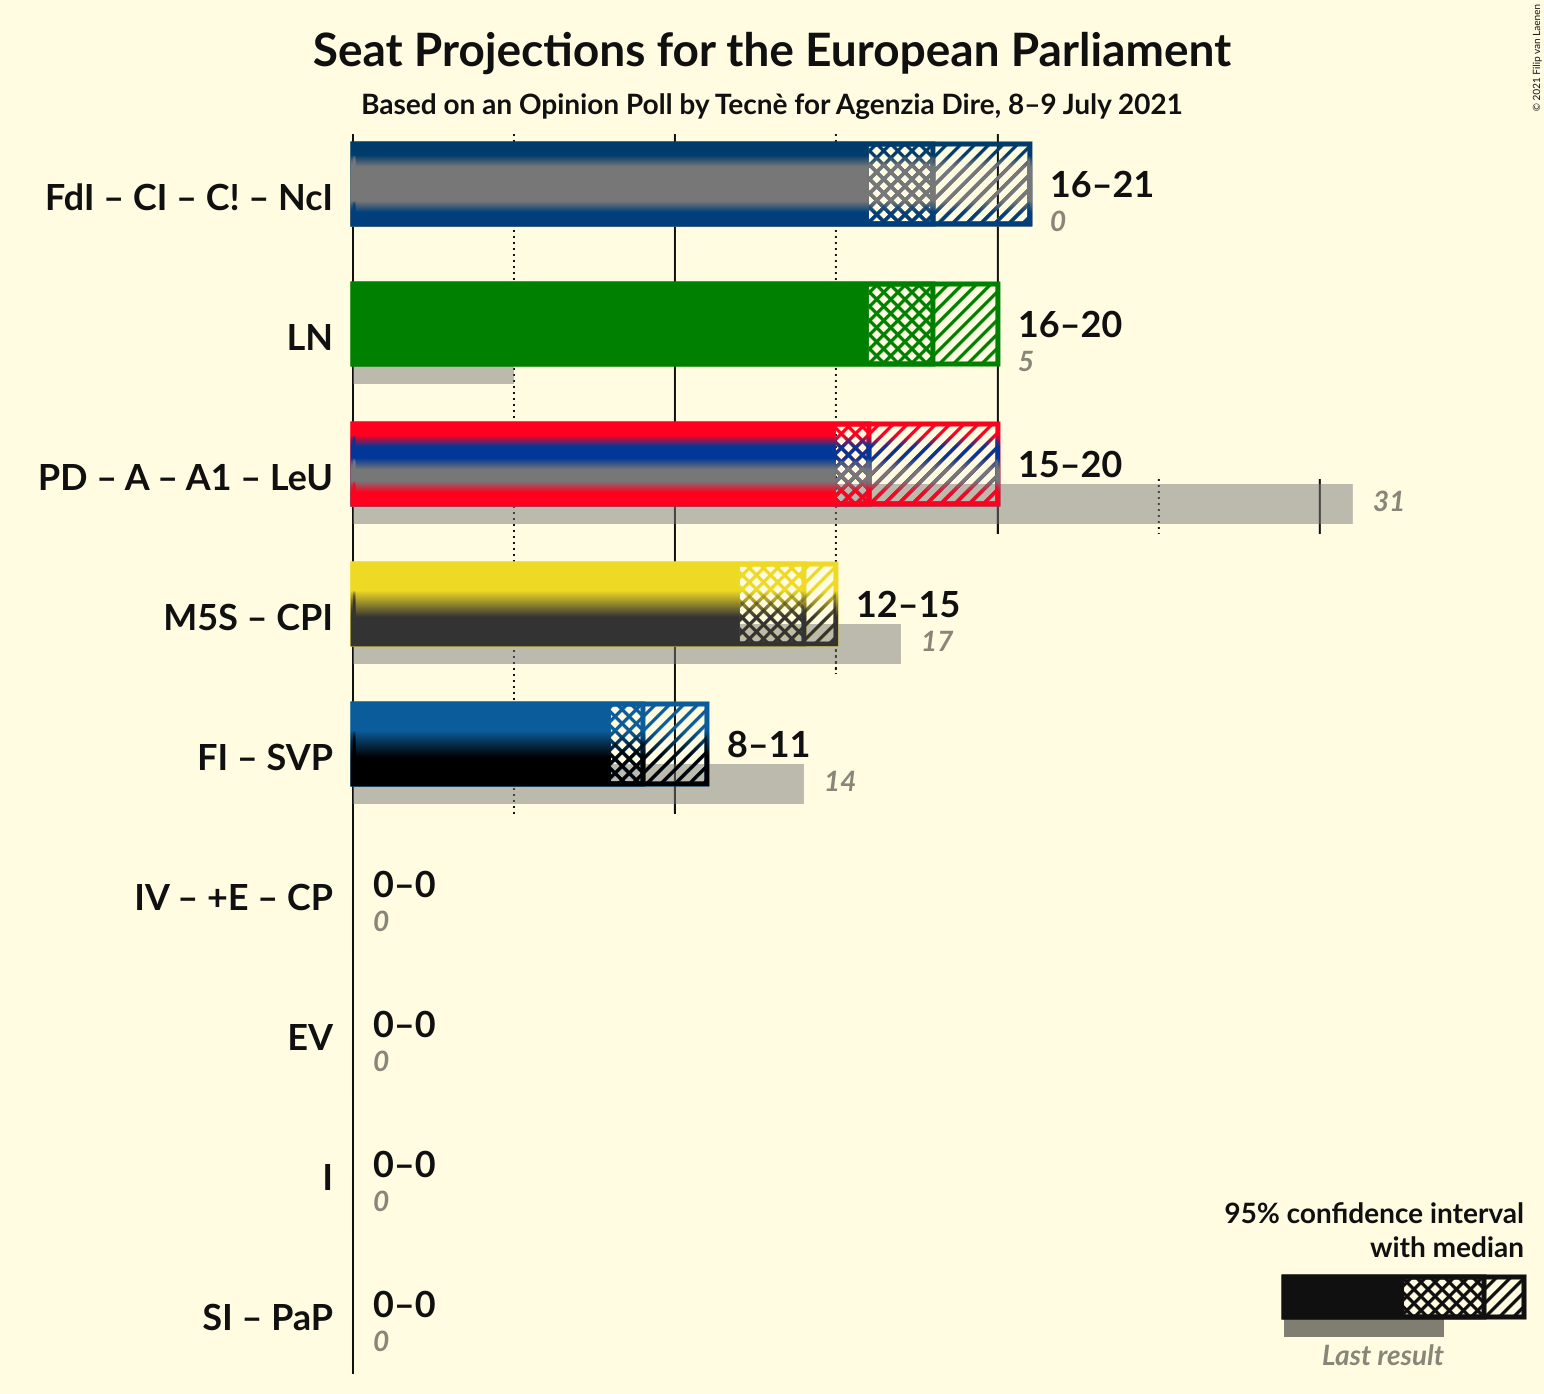 Seat Projections for the European Parliament
Based on an Opinion Poll by Tecnè for Agenzia Dire, 8–9 July 2021
© 2021 Filip van Laenen
FdI – CI – C! – NcI
16–21
0
LN
16–20
5
PD – A – A1 – LeU
15–20
31
M5S – CPI
12–15
17
FI – SVP
8–11
14
IV – +E – CP
0–0
0
EV
0–0
0
I
0–0
0
SI – PaP
0–0
0
95% confidence interval
with median
Last result